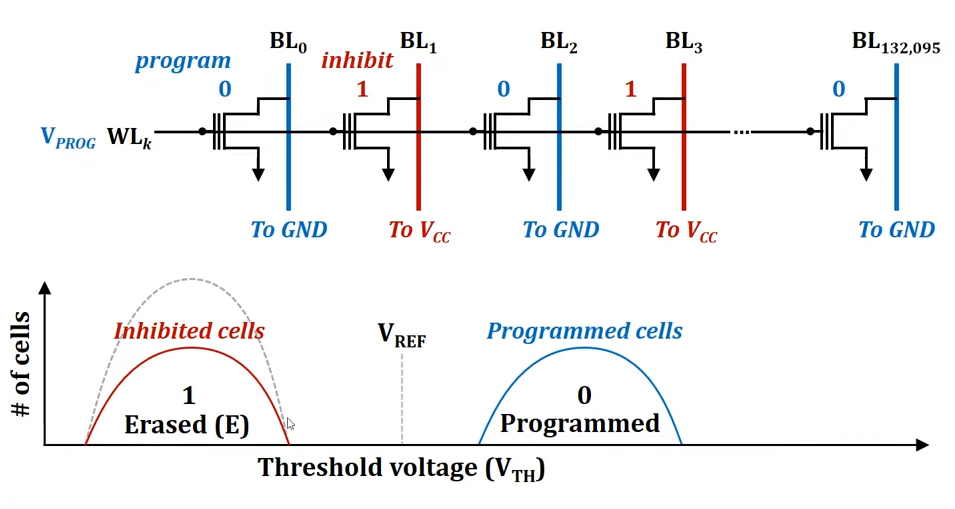 BL0 BL1 BL2 BL3 BL132,095
program inhibit
0 1 0 1 0
VPROG WLk ...
To GND To VCC To GND To VCC To GND
# of cells
Inhibited cells VREF Programmed cells
1 0
Erased (E) Programmed
Threshold voltage (VTH)